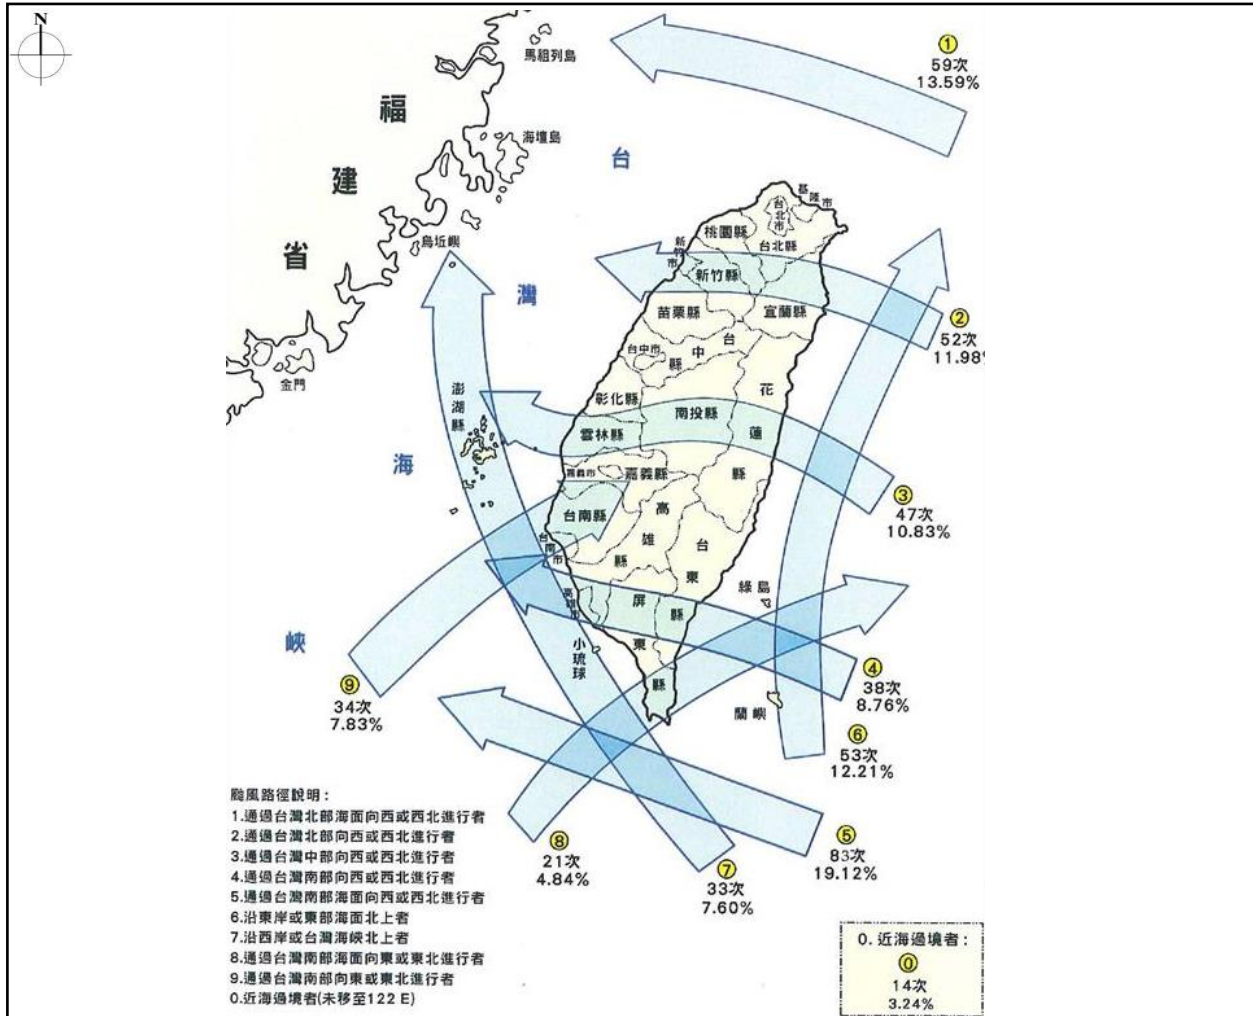 N
馬祖列島
①
59次
13.59%
福
建
省
海壇島
台
灣
海
峽
烏坵嶼
金門
澎湖縣
基隆市
台北市
桃園縣
台北縣
新竹市
新竹縣
苗栗縣
宜蘭縣
②
52次
11.98%
台中市
台中縣
彰化縣
南投縣
花蓮縣
雲林縣
嘉義市
嘉義縣
③
47次
10.83%
台南縣
高雄縣
台南市
台東縣
綠島
高雄市
屏東縣
小琉球
④
38次
8.76%
⑨
34次
7.83%
蘭嶼
⑥
53次
12.21%
⑤
83次
19.12%
⑧
21次
4.84%
⑦
33次
7.60%
颱風路徑說明：
1.通過台灣北部海面向西或西北進行者
2.通過台灣北部向西或西北進行者
3.通過台灣中部向西或西北進行者
4.通過台灣南部向西或西北進行者
5.通過台灣南部海面向西或西北進行者
6.沿東岸或東部海面北上者
7.沿西岸或台灣海峽北上者
8.通過台灣南部海面向東或東北進行者
9.通過台灣南部向東或東北進行者
0.近海過境者(未移至122 E)
0.近海過境者：
⓪
14次
3.24%